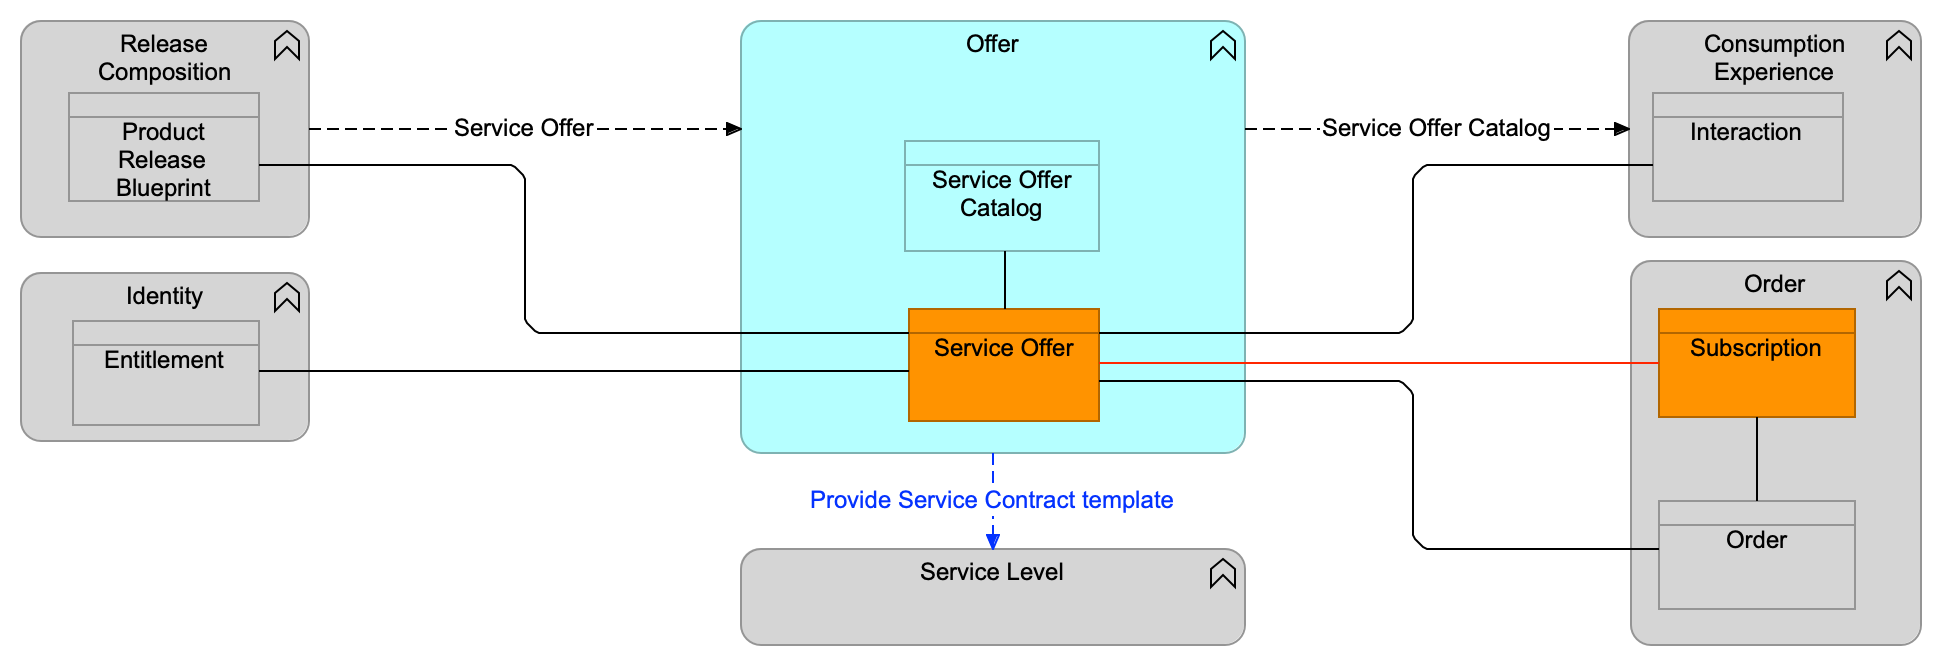 Release
Composition
Product
Release
Blueprint
Service Offer
Offer
Service Offer
Catalog
Service Offer
Service Offer Catalog
Consumption
Experience
Interaction
Identity
Entitlement
Order
Subscription
Order
Provide Service Contract template
Service Level